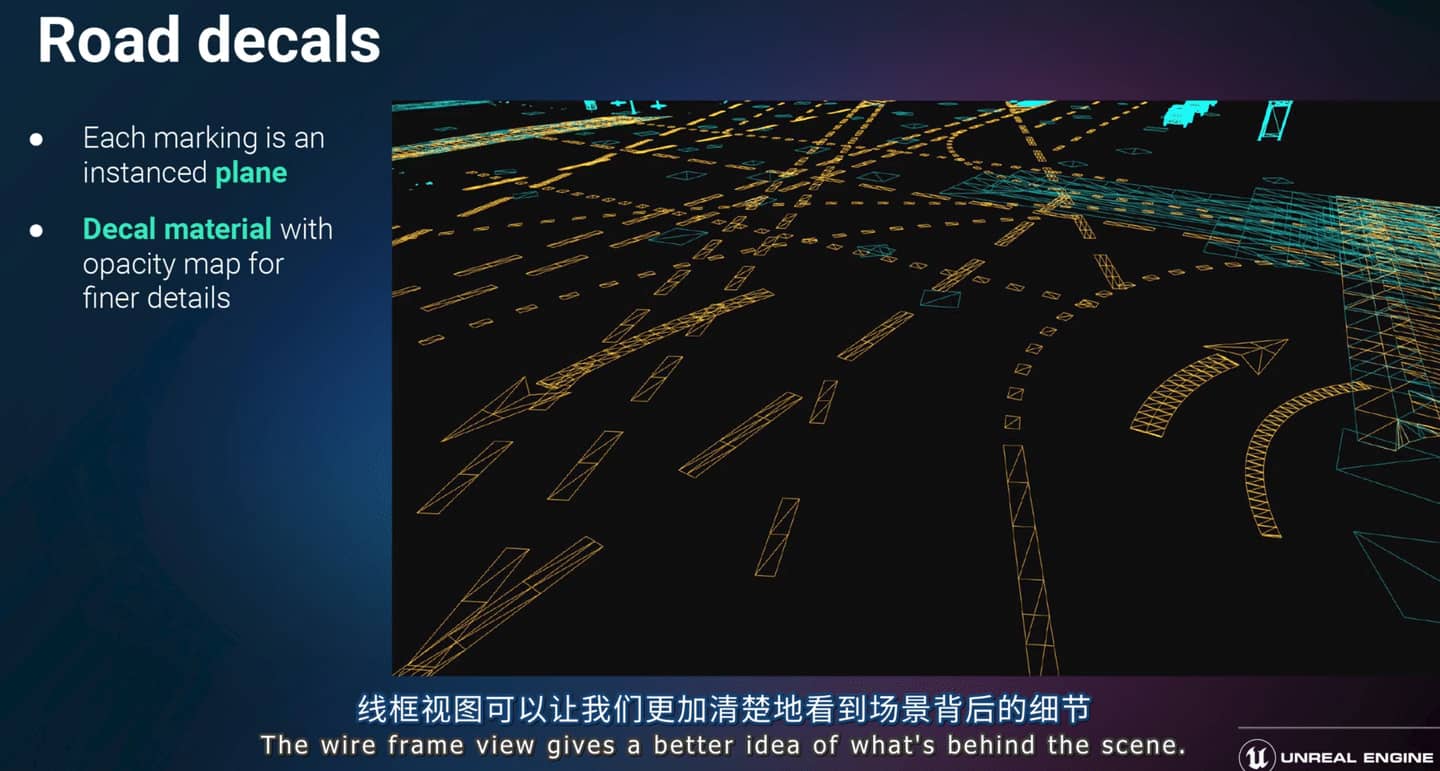 Road decals
Each marking is an
instanced plane
Decal material with
opacity map for
finer details
线框视图可以让我们更加清楚地看到场景背后的细节
The wire frame view gives a better idea of what's behind the scene.
UNREAL ENGINE